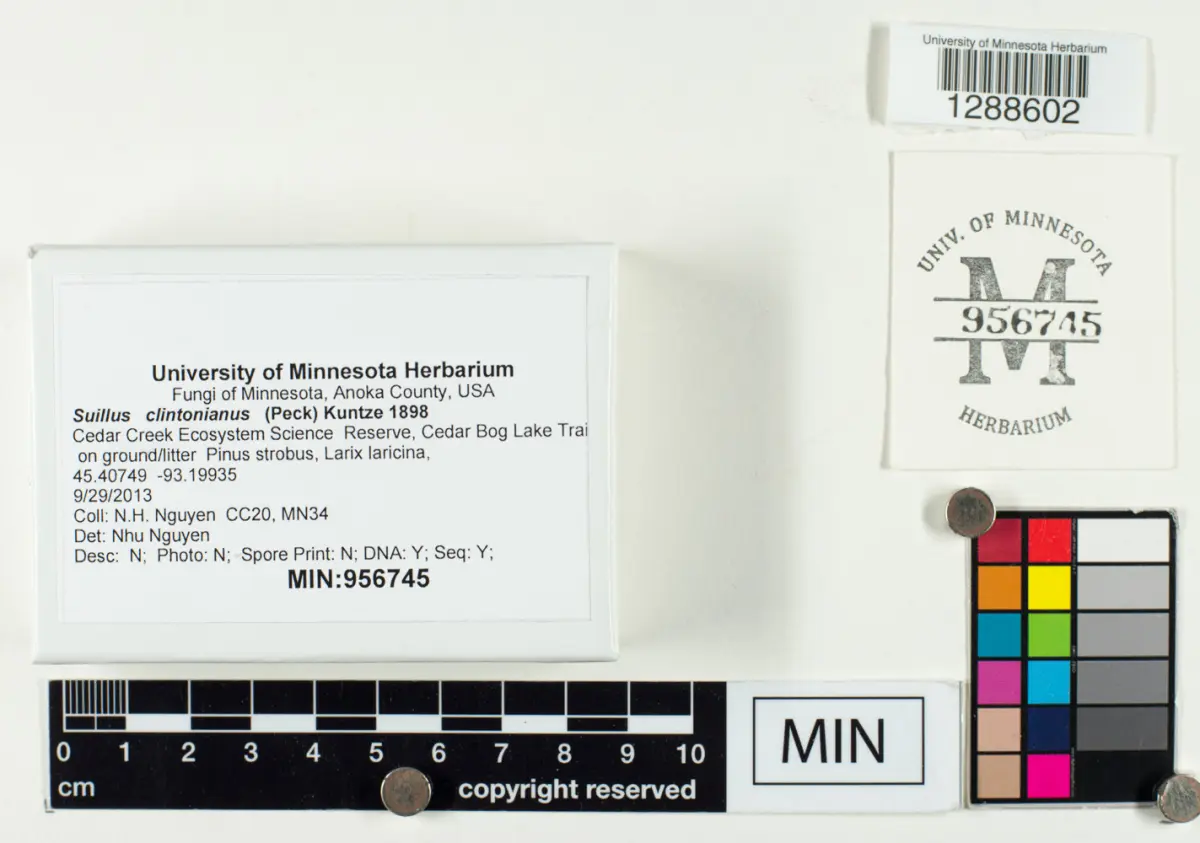 University of Minnesota Herbarium
1288602
UNIV. OF MINNESOTA
M
956745
HERBARIUM
University of Minnesota Herbarium
Fungi of Minnesota, Anoka County, USA
Suillus clintonianus (Peck) Kuntze 1898
Cedar Creek Ecosystem Science Reserve, Cedar Bog Lake Trai
on ground/litter Pinus strobus, Larix laricina,
45.40749 -93.19935
9/29/2013
Coll: N.H. Nguyen CC20, MN34
Det: Nhu Nguyen
Desc: N; Photo: N; Spore Print: N; DNA: Y; Seq: Y;
MIN:956745
0 1 2 3 4 5 6 7 8 9 10
cm
copyright reserved
MIN